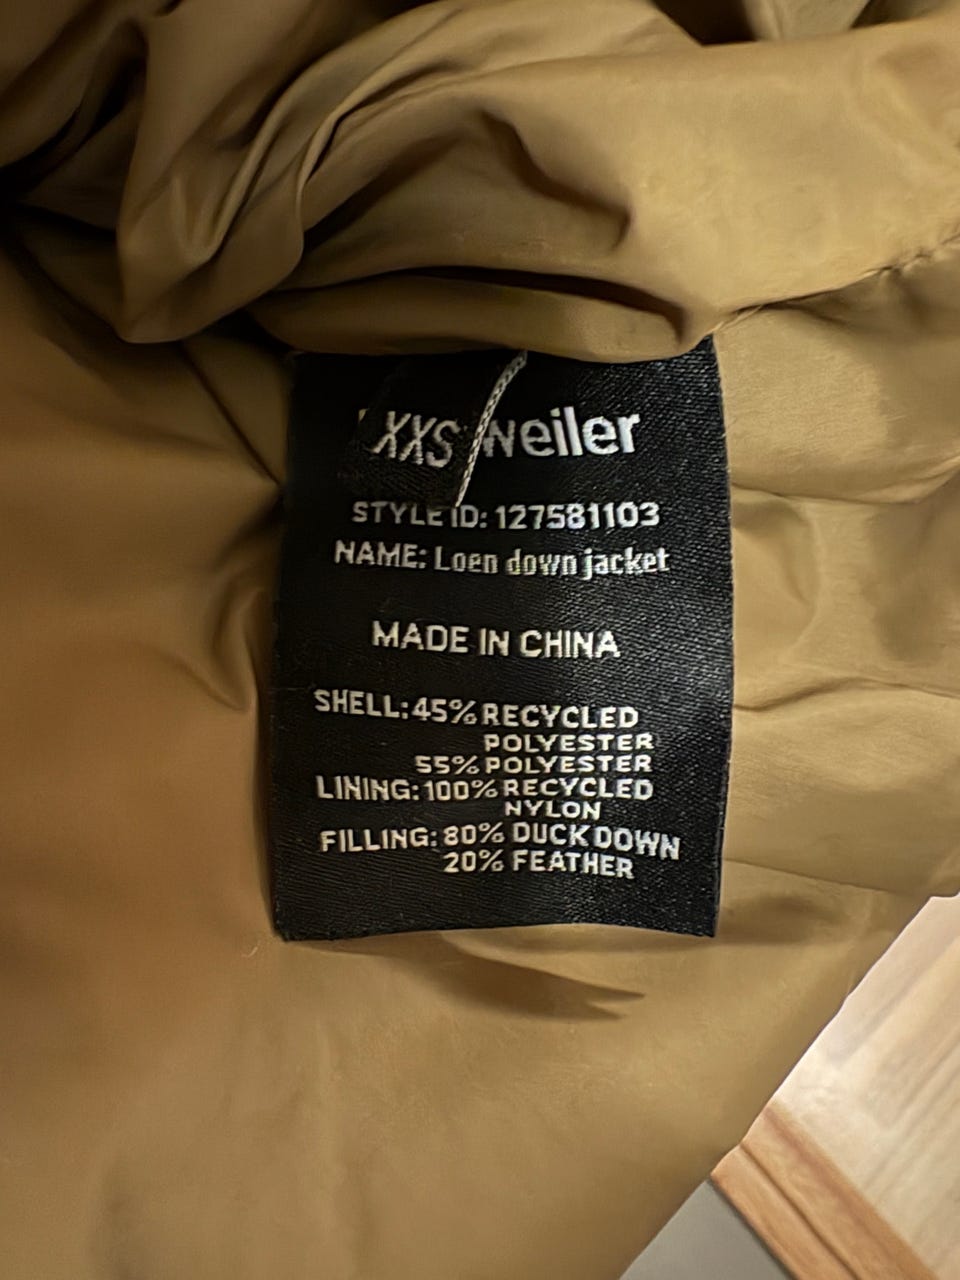 XXS weiler
STYLE ID: 127581103
NAME: Loen down jacket
MADE IN CHINA
SHELL: 45% RECYCLED
POLYESTER
55% POLYESTER
LINING: 100% RECYCLED
NYLON
FILLING: 80% DUCK DOWN
20% FEATHER